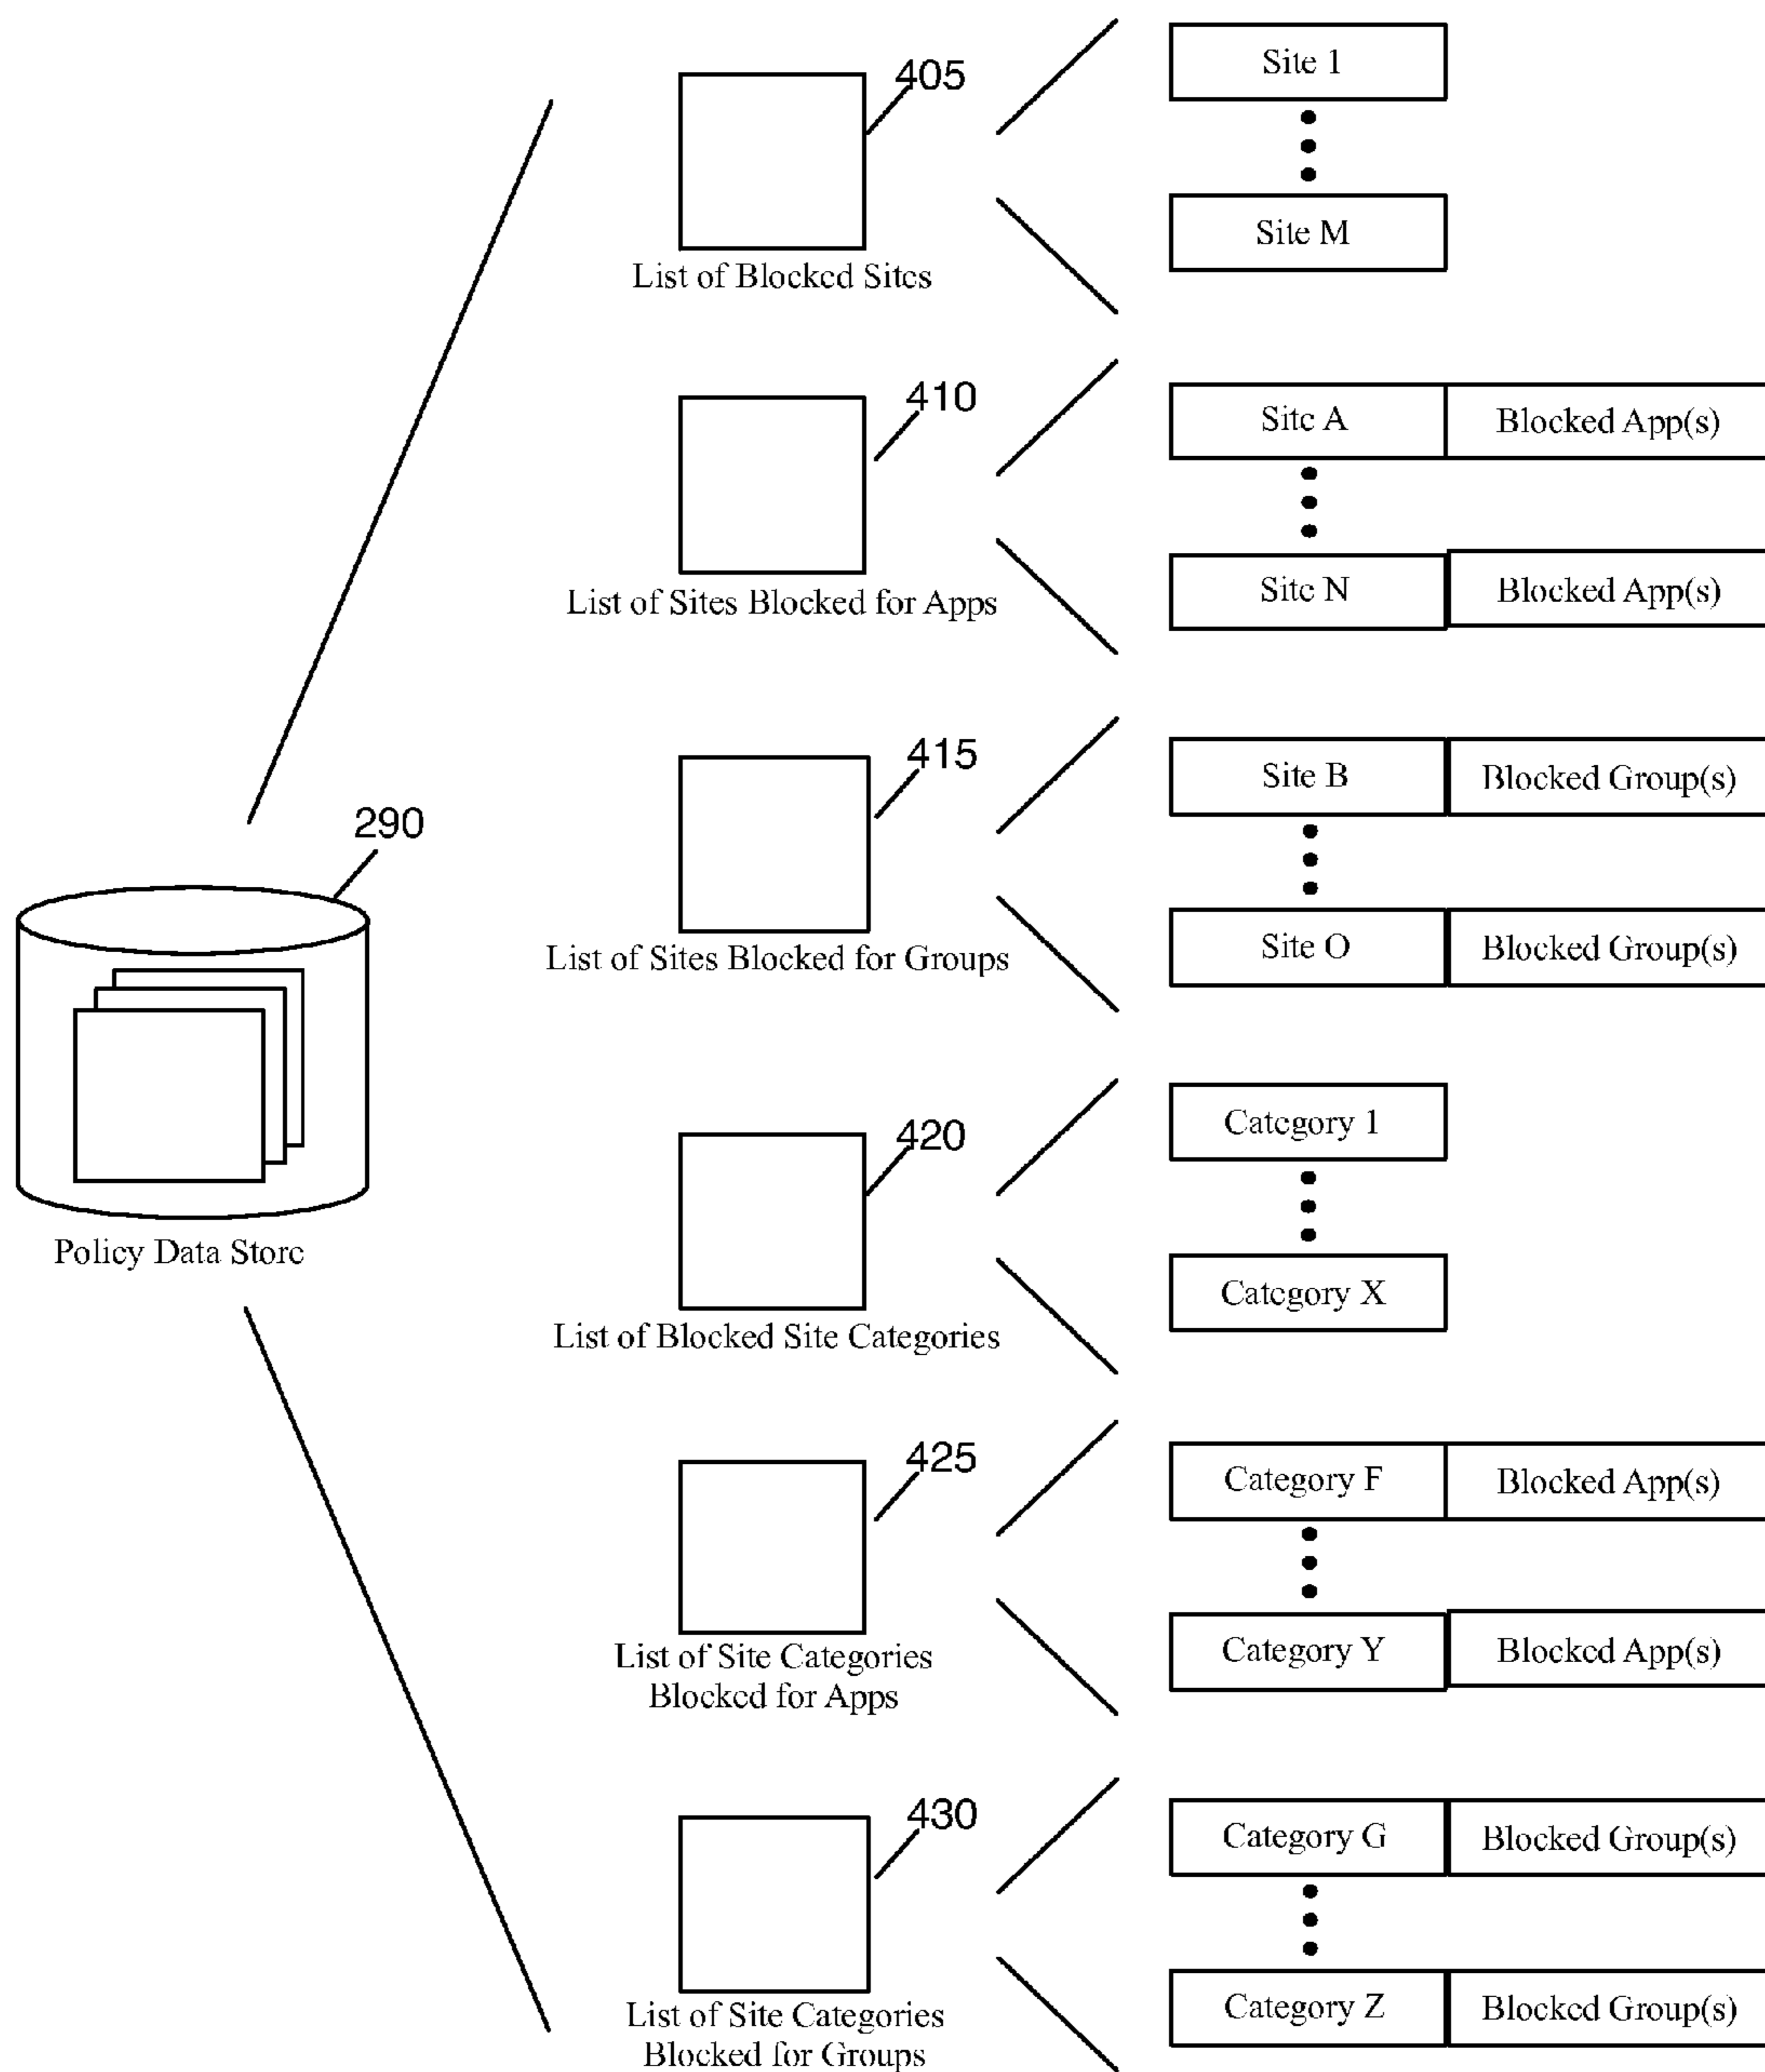 405
List of Blocked Sites
Site 1
Site M
410
List of Sites Blocked for Apps
Site A Blocked App(s)
Site N Blocked App(s)
415
List of Sites Blocked for Groups
Site B Blocked Group(s)
Site O Blocked Group(s)
290
Policy Data Store
420
List of Blocked Site Categories
Category 1
Category X
425
List of Site Categories
Blocked for Apps
Category F Blocked App(s)
Category Y Blocked App(s)
430
List of Site Categories
Blocked for Groups
Category G Blocked Group(s)
Category Z Blocked Group(s)